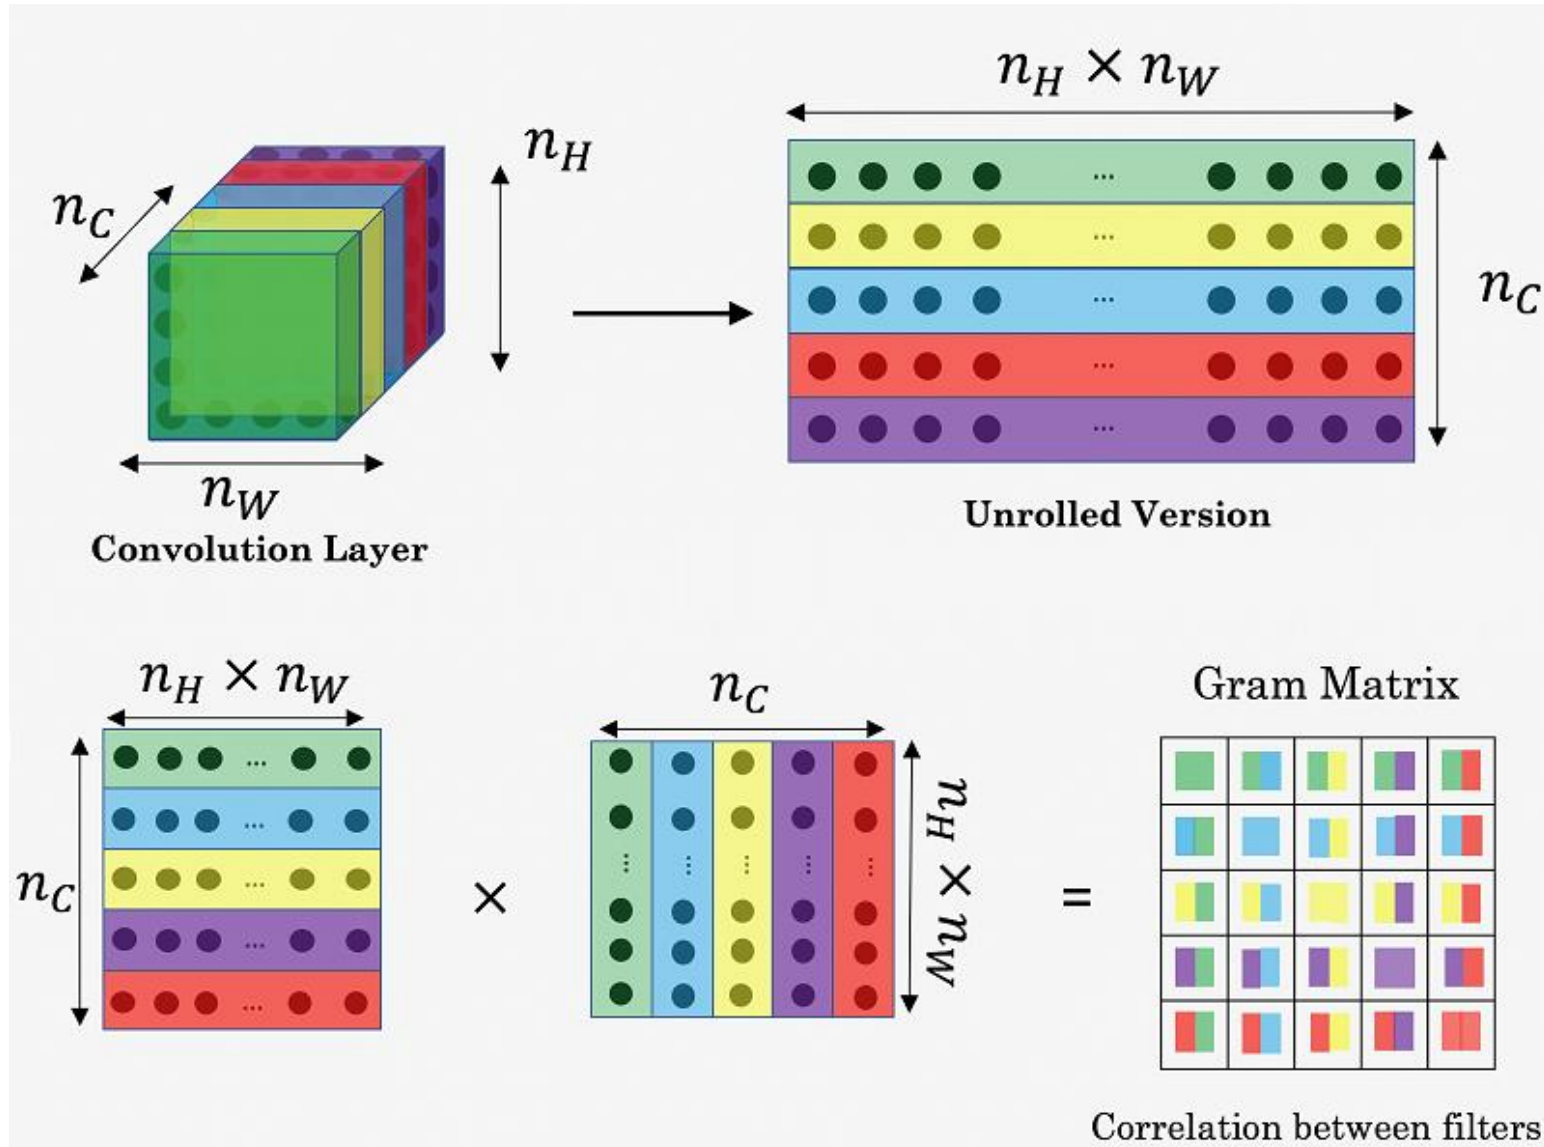 n_H × n_W
n_H
n_C
...
...
...
...
...
n_C
n_W
Unrolled Version
Convolution Layer
n_H × n_W
n_C
Gram Matrix
...
...
...
...
...
n_C
×
...
...
...
...
...
n_H × n_W
=
Correlation between filters